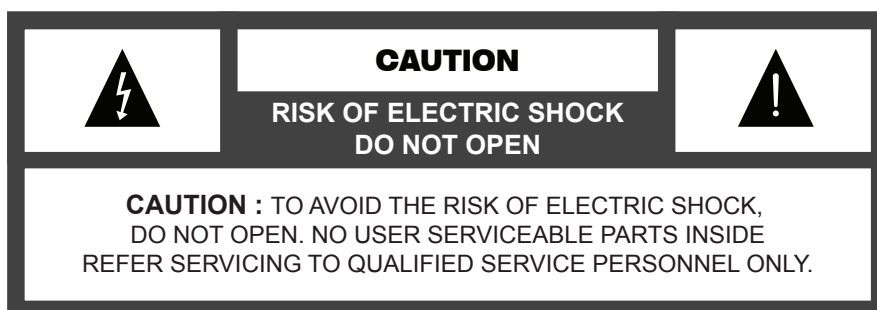 CAUTION
RISK OF ELECTRIC SHOCK
DO NOT OPEN
CAUTION : TO AVOID THE RISK OF ELECTRIC SHOCK,
DO NOT OPEN. NO USER SERVICEABLE PARTS INSIDE
REFER SERVICING TO QUALIFIED SERVICE PERSONNEL ONLY.